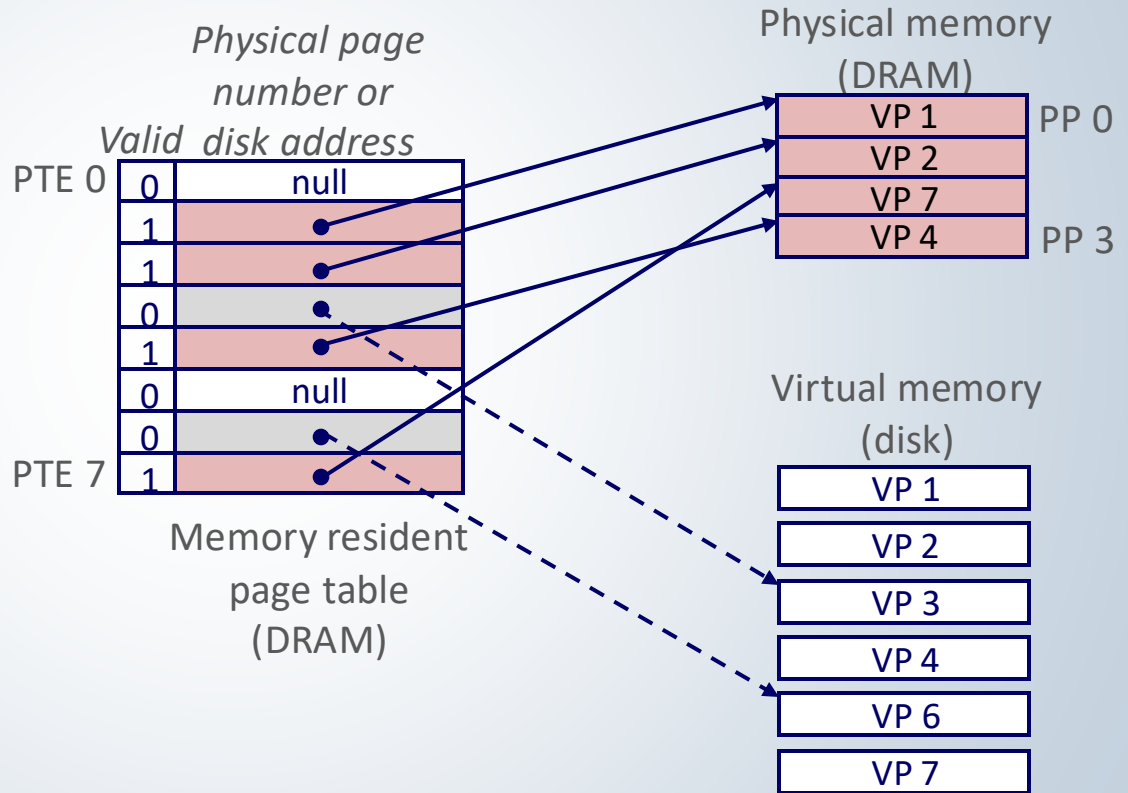 Physical page
number or
disk address
Valid
PTE 0
0
null
1
1
0
1
0
null
0
PTE 7
1
Memory resident
page table
(DRAM)
Physical memory
(DRAM)
VP 1
PP 0
VP 2
VP 7
VP 4
PP 3
Virtual memory
(disk)
VP 1
VP 2
VP 3
VP 4
VP 6
VP 7